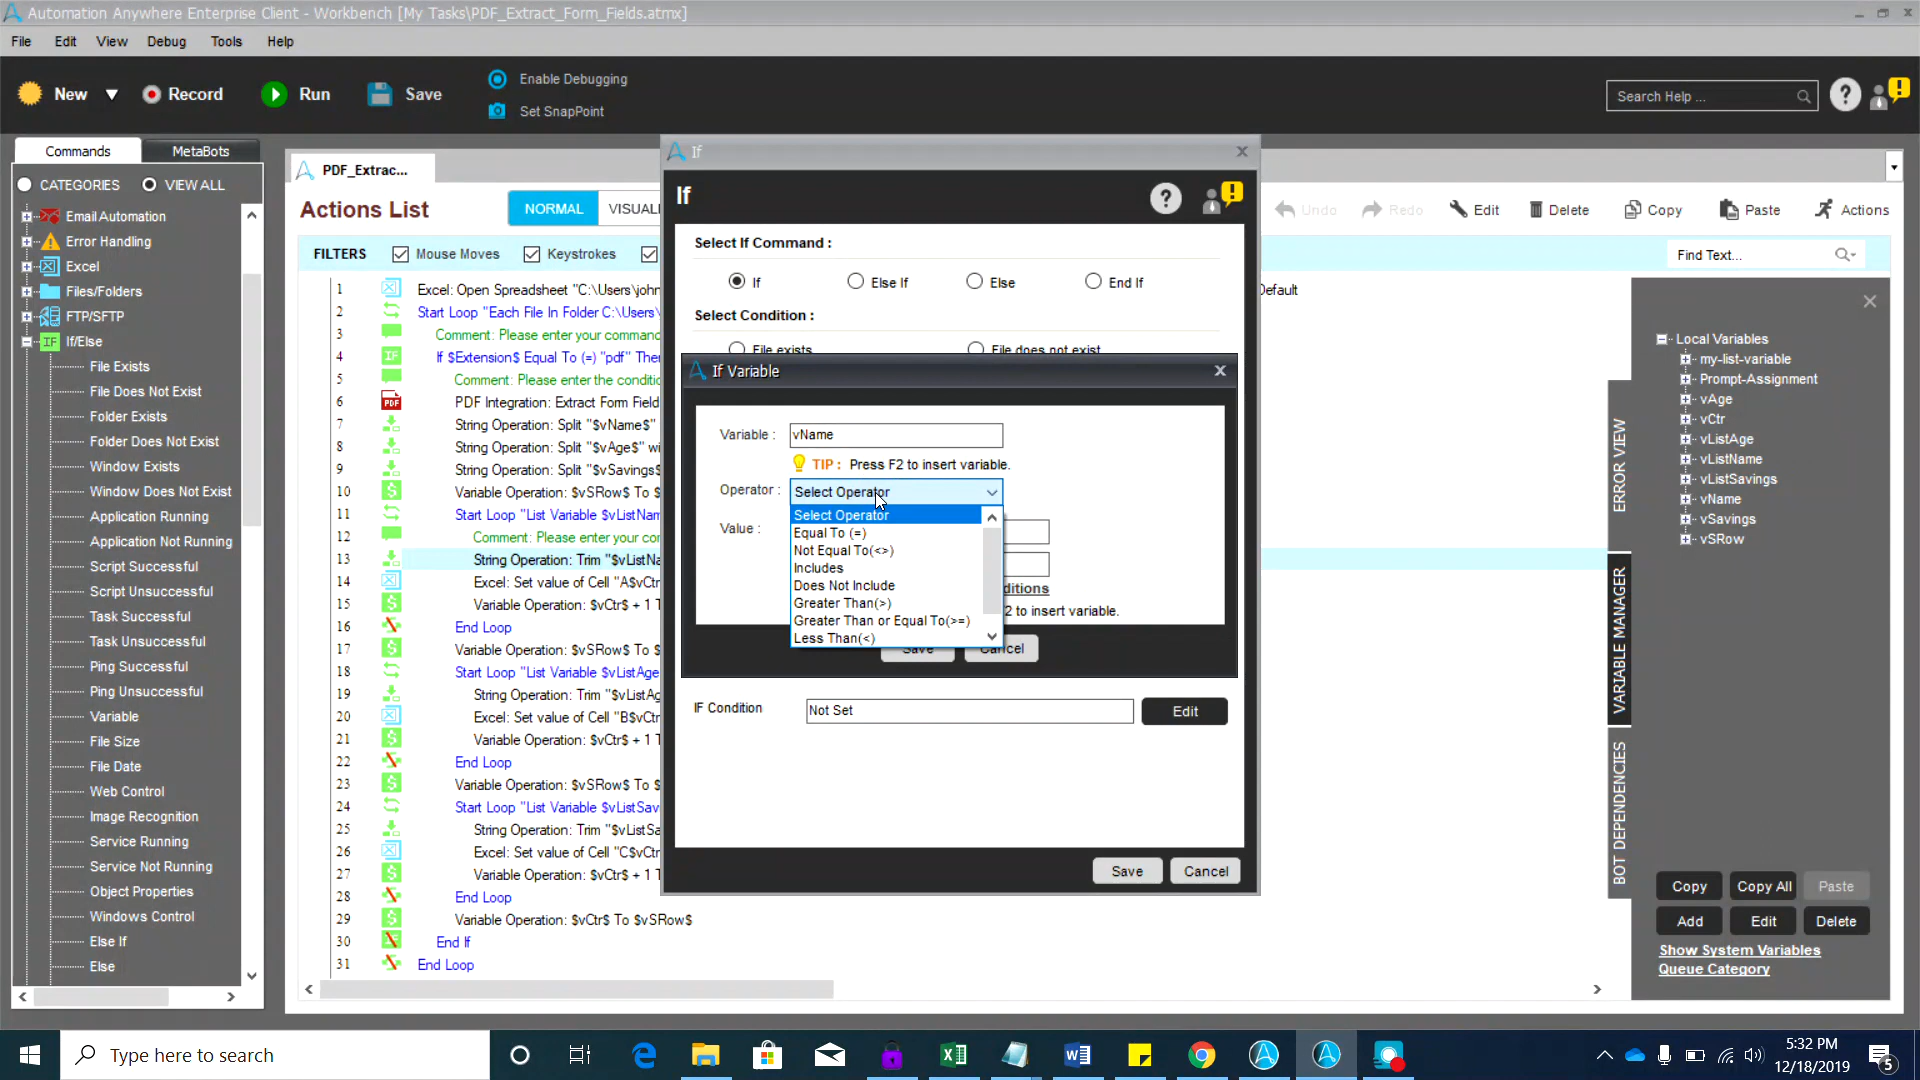 Automation Anywhere Enterprise Client - Workbench [My Tasks\PDF_Extract_Form_Fields.atmx]
File Edit View Debug Tools Help
New Record Run Save
Enable Debugging
Set SnapPoint
Search Help ...
Commands MetaBots
CATEGORIES VIEW ALL
Email Automation
Error Handling
Excel
Files/Folders
FTP/SFTP
If/Else
File Exists
File Does Not Exist
Folder Exists
Folder Does Not Exist
Window Exists
Window Does Not Exist
Application Running
Application Not Running
Script Successful
Script Unsuccessful
Task Successful
Task Unsuccessful
Ping Successful
Ping Unsuccessful
Variable
File Size
File Date
Web Control
Image Recognition
Service Running
Service Not Running
Object Properties
Windows Control
Else If
Else
PDF_Extrac...
Actions List NORMAL VISUAL
Undo Redo Edit Delete Copy Paste Actions
FILTERS Mouse Moves Keystrokes
Find Text...
1 Excel: Open Spreadsheet "C:\Users\john Default
2 Start Loop "Each File In Folder C:\Users\
3 Comment: Please enter your command
4 IF If $Extension$ Equal To (=) "pdf" The
5 Comment: Please enter the conditio
6 PDF PDF Integration: Extract Form Field
7 String Operation: Split "$vName$"
8 String Operation: Split "$vAge$" wi
9 String Operation: Split "$vSavings$
10 Variable Operation: $vSRow$ To $
11 Start Loop "List Variable $vListNam
12 Comment: Please enter your cor
13 String Operation: Trim "$vListNa
14 Excel: Set value of Cell "A$vCtr
15 Variable Operation: $vCtr$ + 1 T
16 End Loop
17 Variable Operation: $vSRow$ To $
18 Start Loop "List Variable $vListAge
19 String Operation: Trim "$vListAg
20 Excel: Set value of Cell "B$vCtr
21 Variable Operation: $vCtr$ + 1 T
22 End Loop
23 Variable Operation: $vSRow$ To $
24 Start Loop "List Variable $vListSav
25 String Operation: Trim "$vListSa
26 Excel: Set value of Cell "C$vCtr
27 Variable Operation: $vCtr$ + 1 T
28 End Loop
29 Variable Operation: $vCtr$ To $vSRow$
30 End If
31 End Loop
If
If
Select If Command :
If Else If Else End If
Select Condition :
File exists File does not exist
If Variable
Variable : vName
TIP : Press F2 to insert variable.
Operator : Select Operator
Select Operator
Equal To (=)
Not Equal To(<>)
Includes
Does Not Include
Greater Than(>)
Greater Than or Equal To(>=)
Less Than(<)
Value :
ditions
2 to insert variable.
Save Cancel
IF Condition Not Set Edit
Save Cancel
ERROR VIEW
VARIABLE MANAGER
BOT DEPENDENCIES
Local Variables
my-list-variable
Prompt-Assignment
vAge
vCtr
vListAge
vListName
vListSavings
vName
vSavings
vSRow
Copy Copy All Paste
Add Edit Delete
Show System Variables
Queue Category
Type here to search
5:32 PM
12/18/2019
5